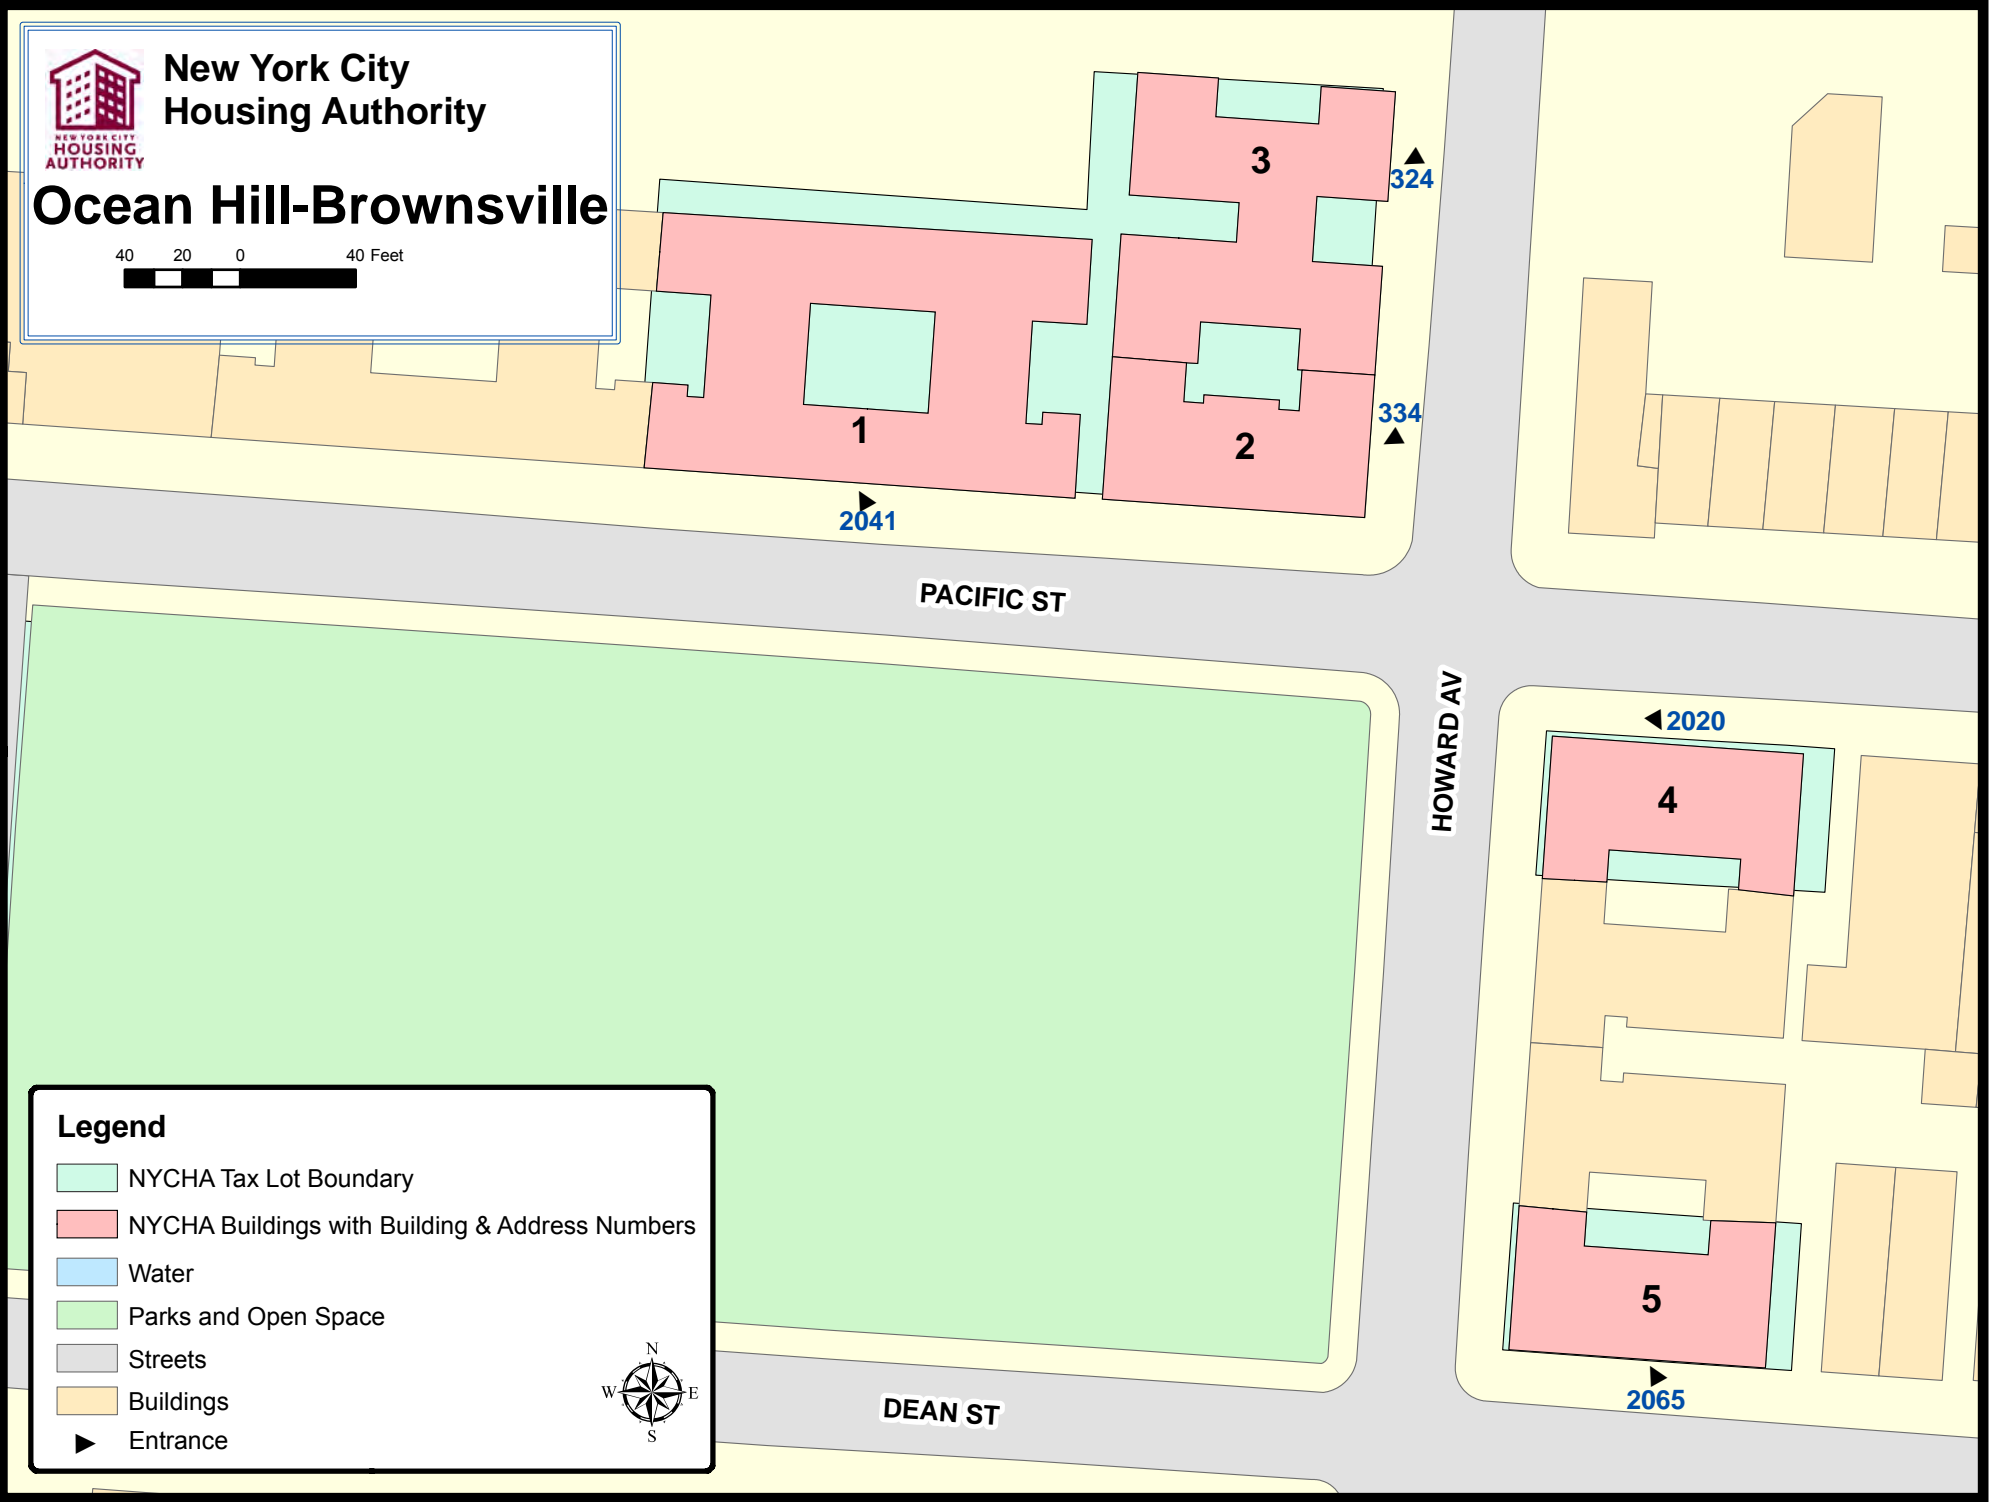 New York City
Housing Authority
NEW YORK CITY
HOUSING
AUTHORITY
Ocean Hill-Brownsville
40 20 0 40 Feet
3
324
1
334
2
2041
PACIFIC ST
HOWARD AV
2020
4
5
2065
DEAN ST
Legend
NYCHA Tax Lot Boundary
NYCHA Buildings with Building & Address Numbers
Water
Parks and Open Space
Streets
Buildings
Entrance
N
W E
S